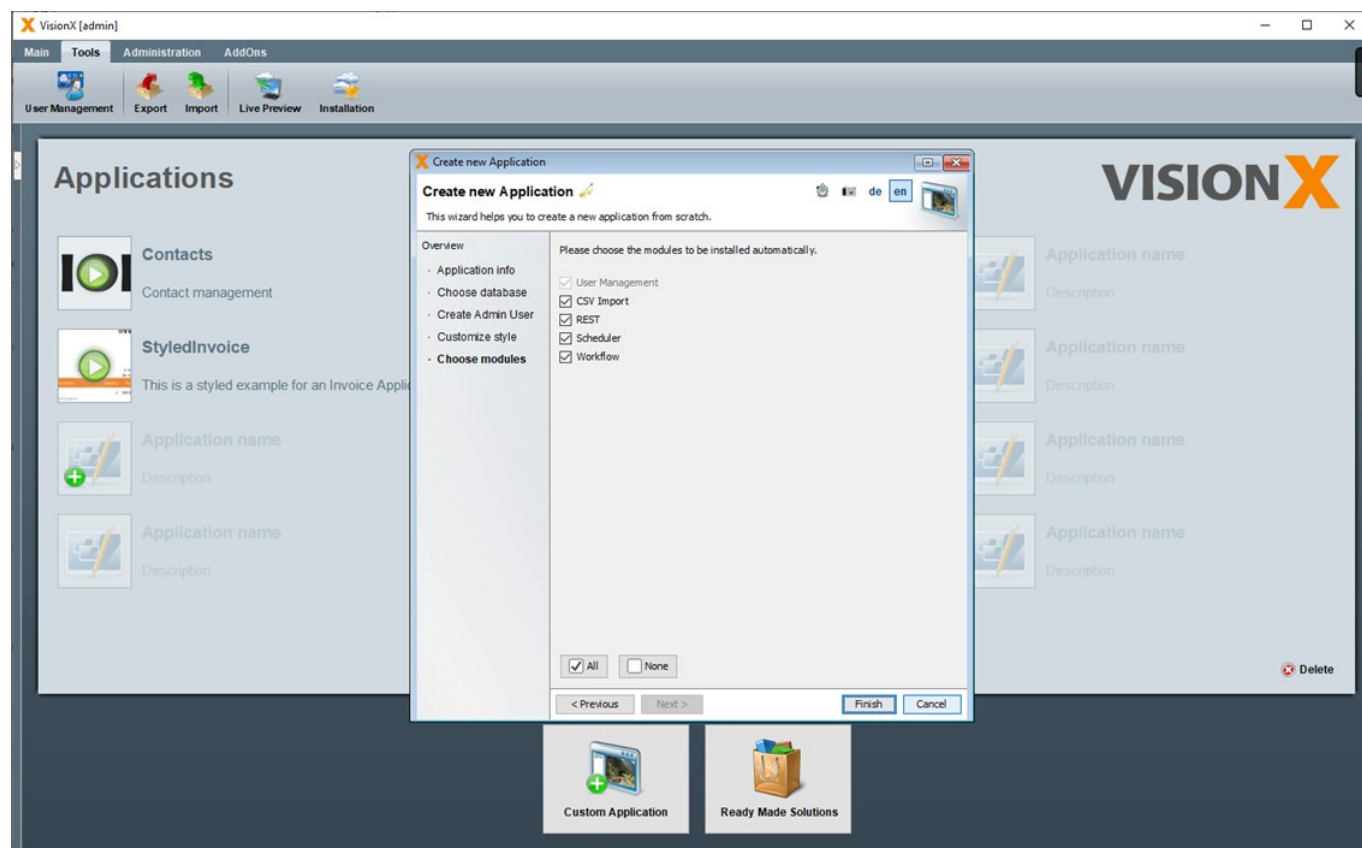 VisionX [admin]
Main Tools Administration AddOns
User Management Export Import Live Preview Installation
Applications
VISIONX
Contacts
Contact management
StyledInvoice
This is a styled example for an Invoice Appli
Application name
Description
Application name
Description
Create new Application
Create new Application
de en
This wizard helps you to create a new application from scratch.
Overview
· Application info
· Choose database
· Create Admin User
· Customize style
· Choose modules
Please choose the modules to be installed automatically.
User Management
CSV Import
REST
Scheduler
Workflow
All None
< Previous Next > Finish Cancel
Application name
Description
Application name
Description
Application name
Description
Application name
Description
Delete
Custom Application Ready Made Solutions